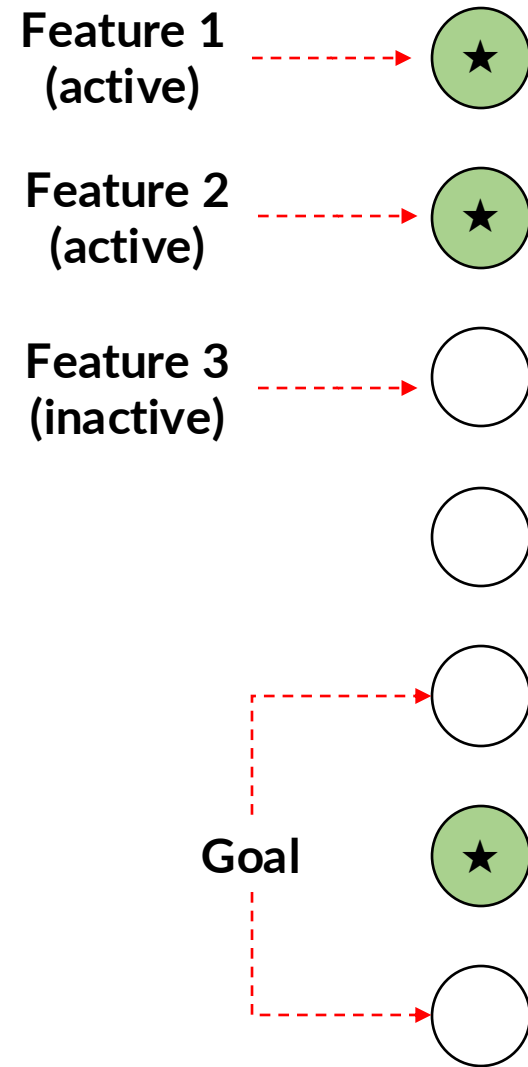 Feature 1
(active)
Feature 2
(active)
Feature 3
(inactive)
Goal